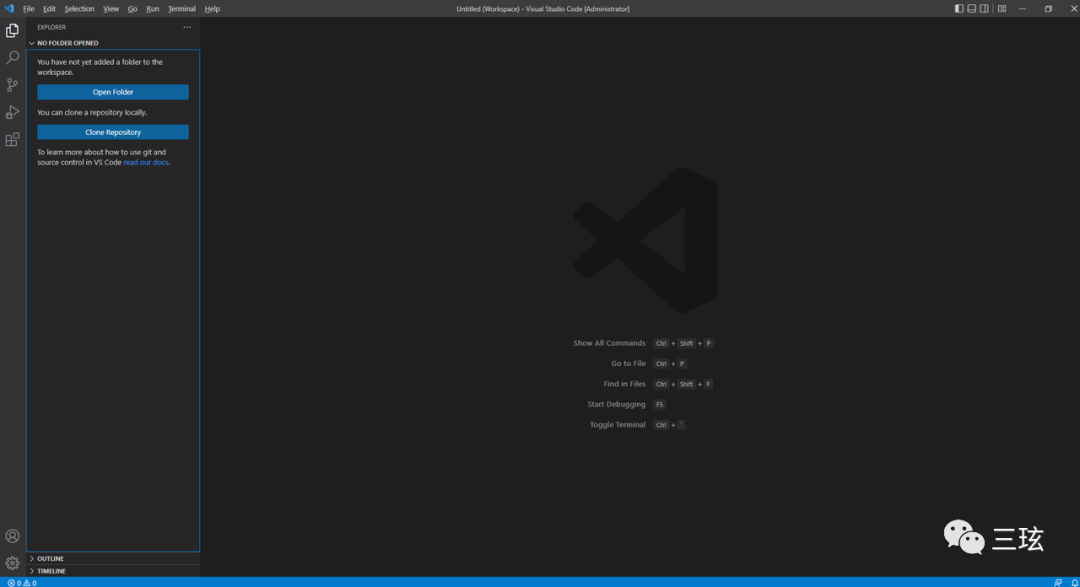 File Edit Selection View Go Run Terminal Help
Untitled (Workspace) - Visual Studio Code [Administrator]
EXPLORER
NO FOLDER OPENED
You have not yet added a folder to the
workspace.
Open Folder
You can clone a repository locally.
Clone Repository
To learn more about how to use git and
source control in VS Code read our docs.
Show All Commands Ctrl + Shift + P
Go to File Ctrl + P
Find in Files Ctrl + Shift + F
Start Debugging F5
Toggle Terminal Ctrl + `
三玹
OUTLINE
TIMELINE
0 0